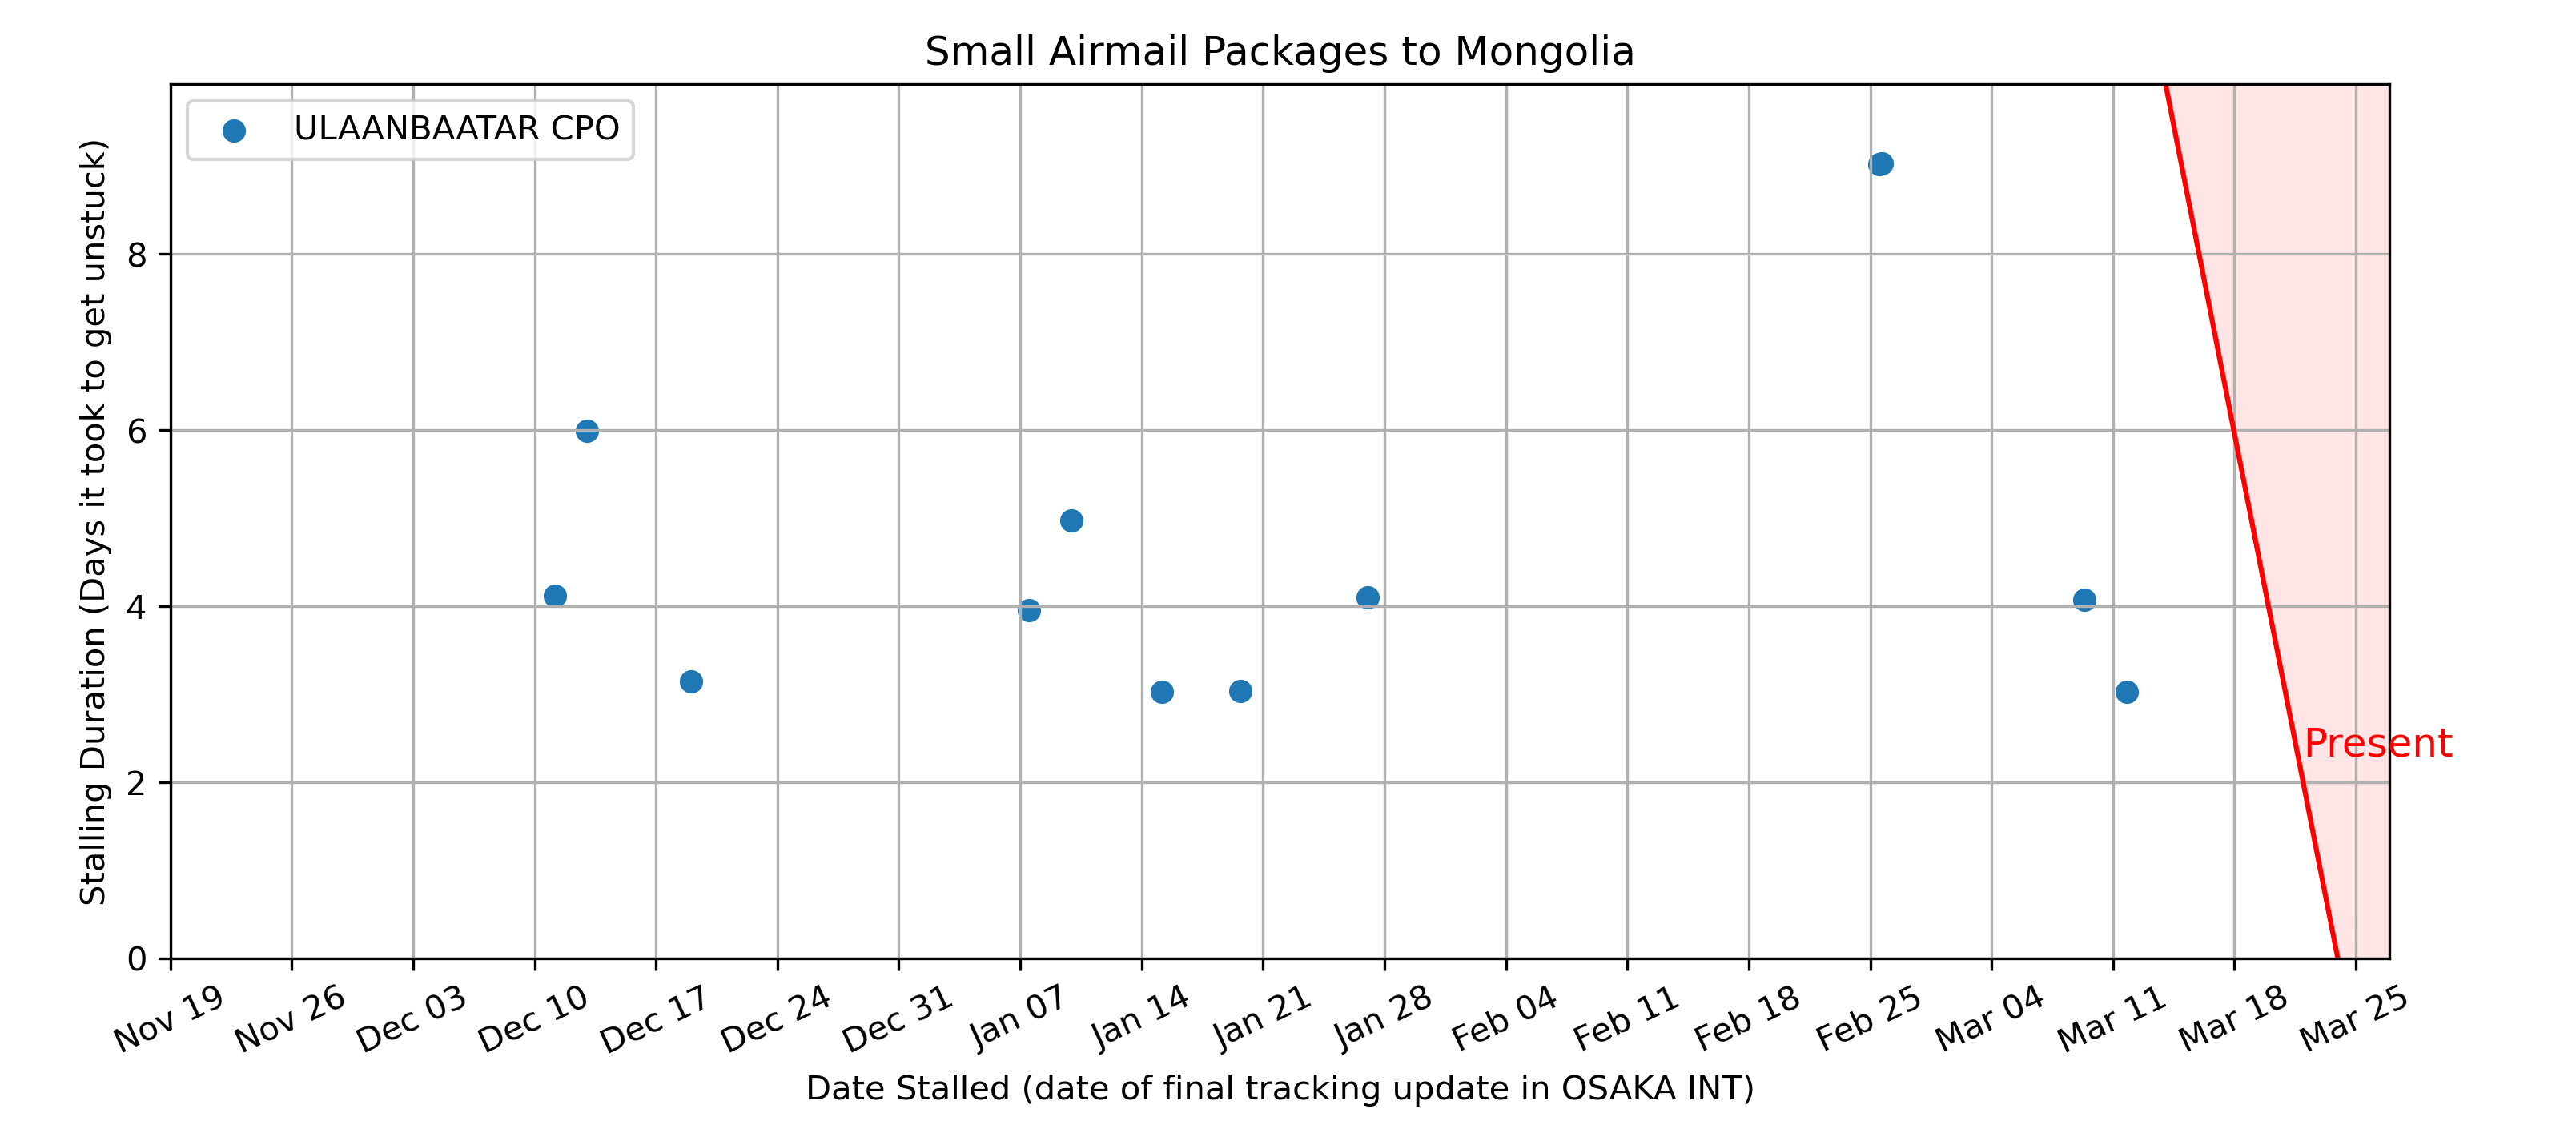 Small Airmail Packages to Mongolia
ULAANBAATAR CPO
Stalling Duration (Days it took to get unstuck)
8
6
4
2
0
Present
Nov 19
Nov 26
Dec 03
Dec 10
Dec 17
Dec 24
Dec 31
Jan 07
Jan 14
Jan 21
Jan 28
Feb 04
Feb 11
Feb 18
Feb 25
Mar 04
Mar 11
Mar 18
Mar 25
Date Stalled (date of final tracking update in OSAKA INT)